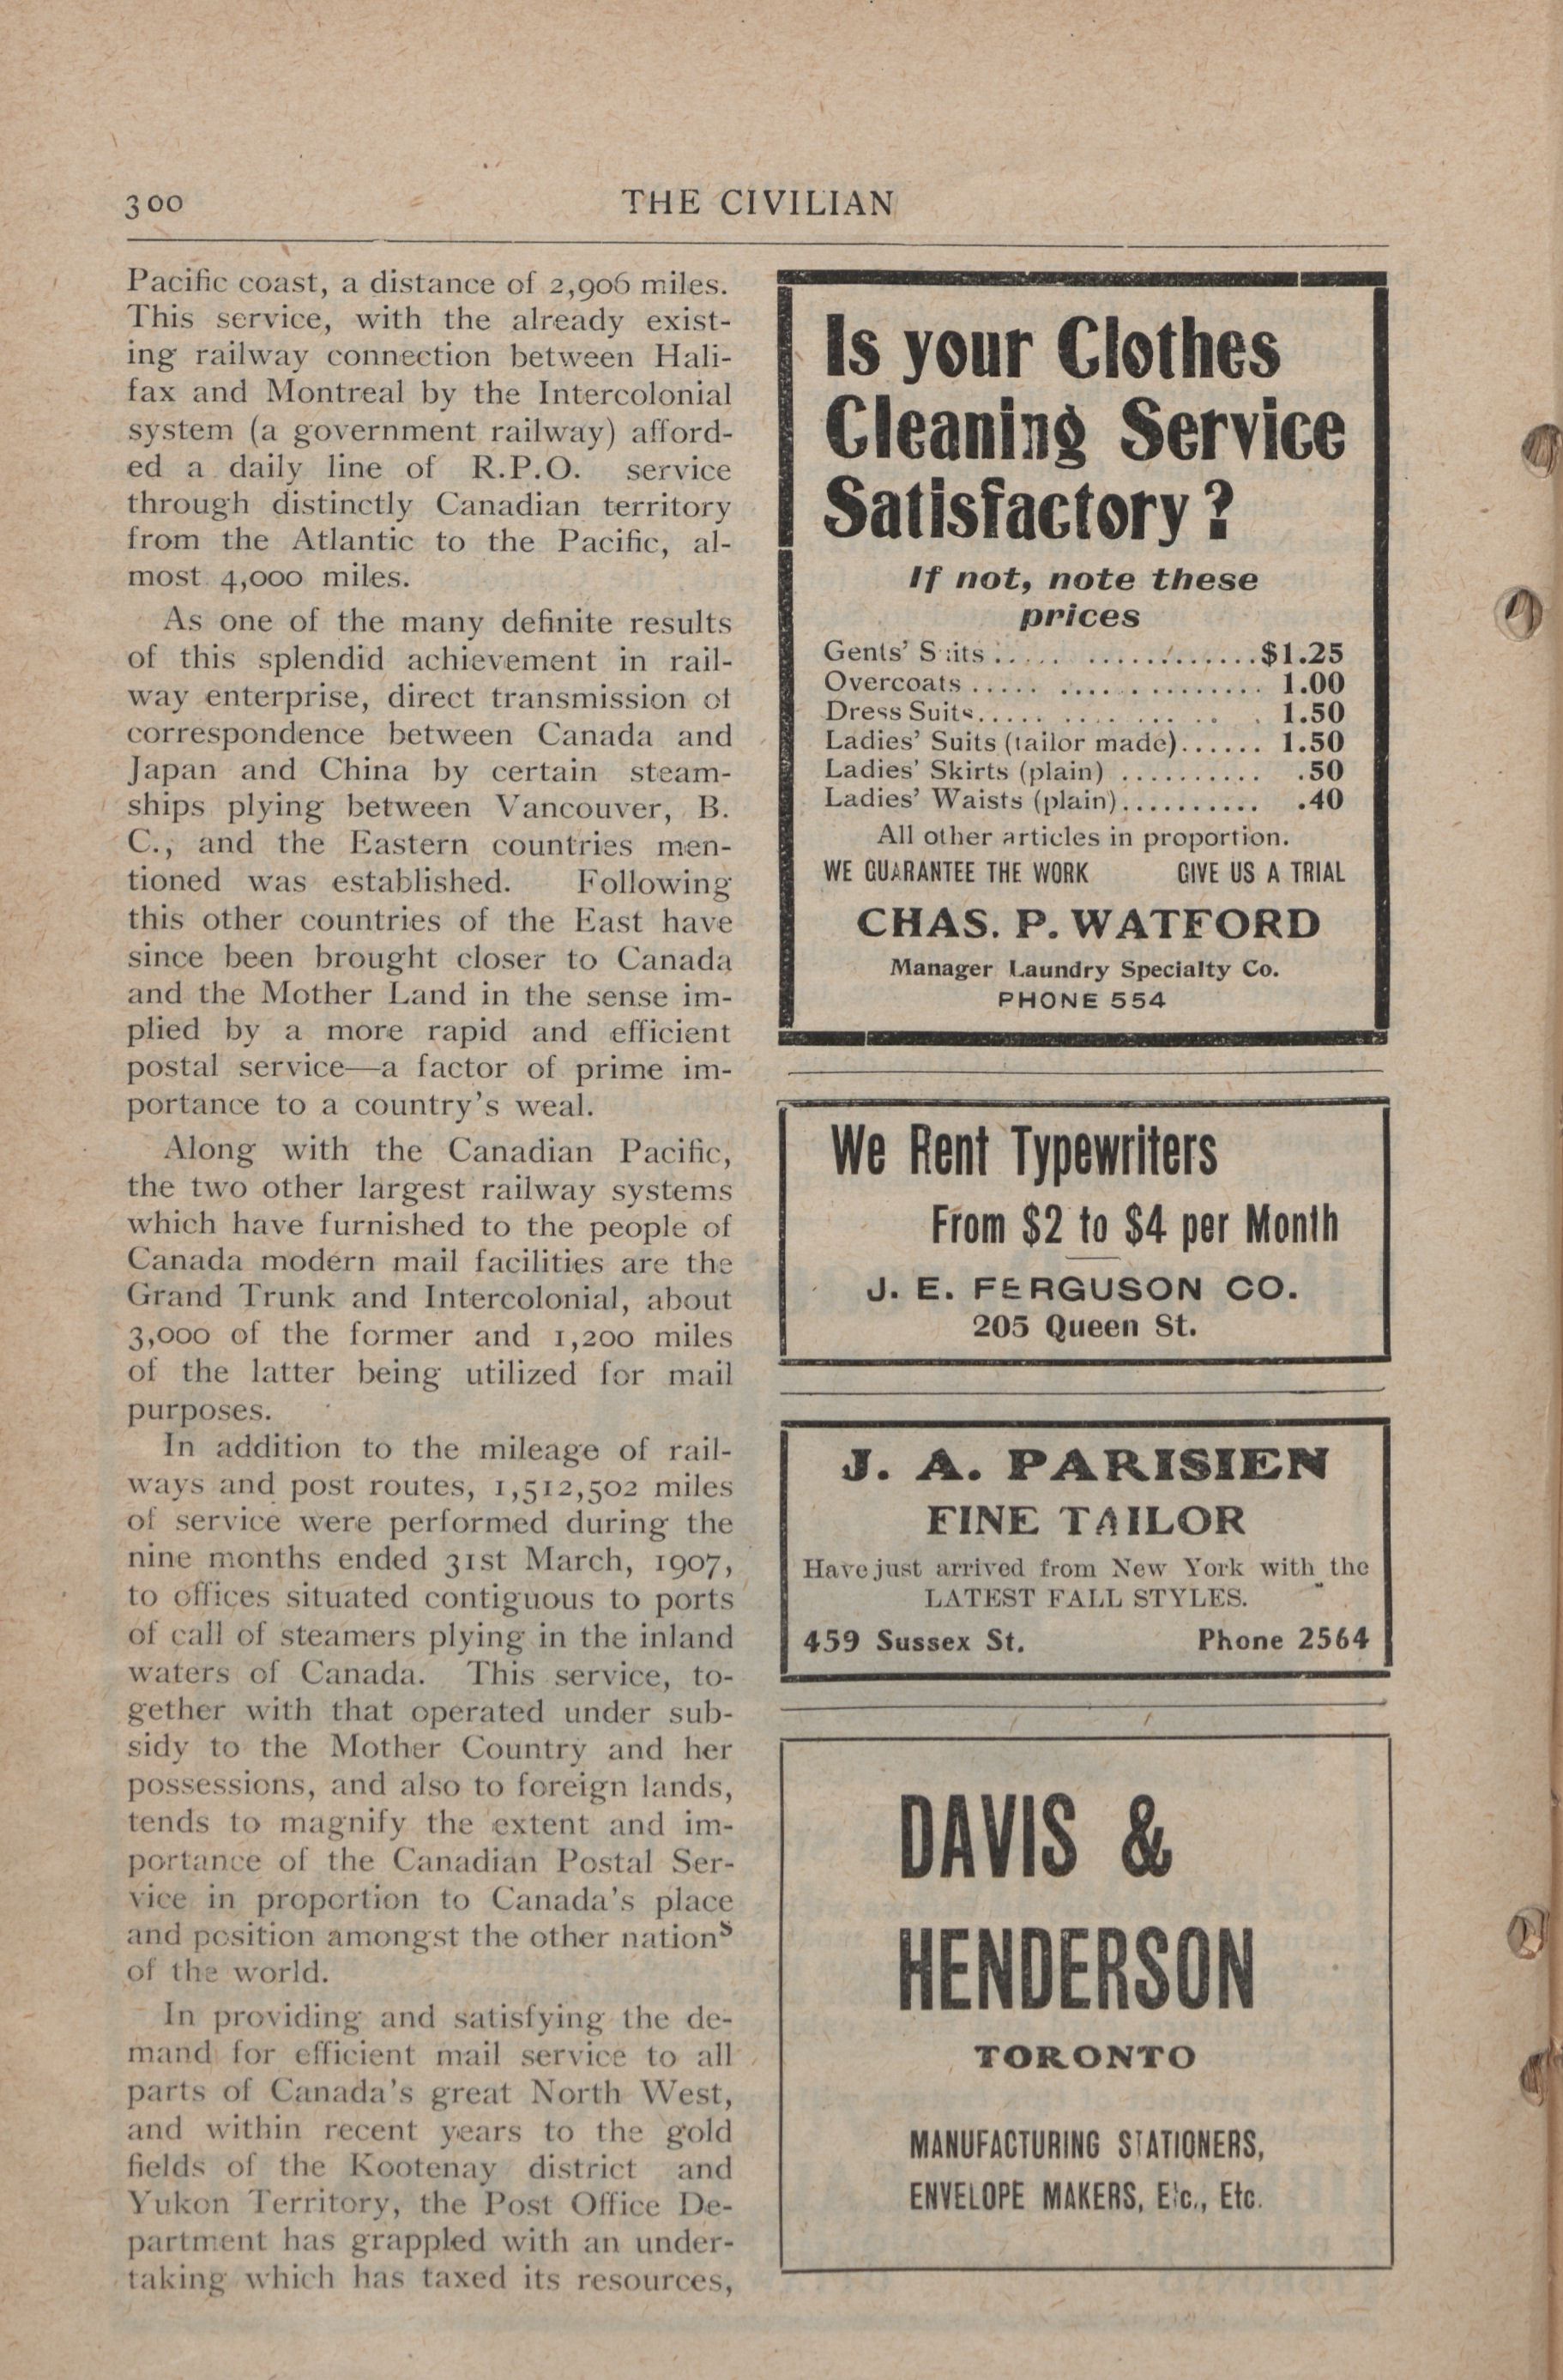 300
THE CIVILIAN
Pacific coast, a distance of 2,906 miles.
This service, with the already exist-
ing railway connection between Hali-
fax and Montreal by the Intercolonial
system (a government railway) afford-
ed a daily line of R.P.O. service
through distinctly Canadian territory
from the Atlantic to the Pacific, al-
most 4,000 miles.
As one of the many definite results
of this splendid achievement in rail-
way enterprise, direct transmission of
correspondence between Canada and
Japan and China by certain steam-
ships plying between Vancouver, B.
C., and the Eastern countries men-
tioned was established. Following
this other countries of the East have
since been brought closer to Canada
and the Mother Land in the sense im-
plied by a more rapid and efficient
postal service—a factor of prime im-
portance to a country's weal.
Along with the Canadian Pacific,
the two other largest railway systems
which have furnished to the people of
Canada modern mail facilities are the
Grand Trunk and Intercolonial, about
3,000 of the former and 1,200 miles
of the latter being utilized for mail
purposes.
In addition to the mileage of rail-
ways and post routes, 1,512,502 miles
of service were performed during the
nine months ended 31st March, 1907,
to offices situated contiguous to ports
of call of steamers plying in the inland
waters of Canada. This service, to-
gether with that operated under sub-
sidy to the Mother Country and her
possessions, and also to foreign lands,
tends to magnify the extent and im-
portance of the Canadian Postal Ser-
vice in proportion to Canada's place
and position amongst the other nations
of the world.
In providing and satisfying the de-
mand for efficient mail service to all
parts of Canada's great North West,
and within recent years to the gold
fields of the Kootenay district and
Yukon Territory, the Post Office De-
partment has grappled with an under-
taking which has taxed its resources,
Is your Clothes
Cleaning Service
Satisfactory?
If not, note these
prices
Gents' Suits..... ............$1.25
Overcoats..... ............. 1.00
Dress Suits..... .... ... .. . 1.50
Ladies' Suits (tailor made)...... 1.50
Ladies' Skirts (plain).......... .50
Ladies' Waists (plain).......... .40
All other articles in proportion.
WE GUARANTEE THE WORK GIVE US A TRIAL
CHAS. P. WATFORD
Manager Laundry Specialty Co.
PHONE 554
We Rent Typewriters
From $2 to $4 per Month
J. E. FERGUSON CO.
205 Queen St.
J. A. PARISIEN
FINE TAILOR
Have just arrived from New York with the
LATEST FALL STYLES.
459 Sussex St. Phone 2564
DAVIS &
HENDERSON
TORONTO
MANUFACTURING STATIONERS,
ENVELOPE MAKERS, Etc., Etc.